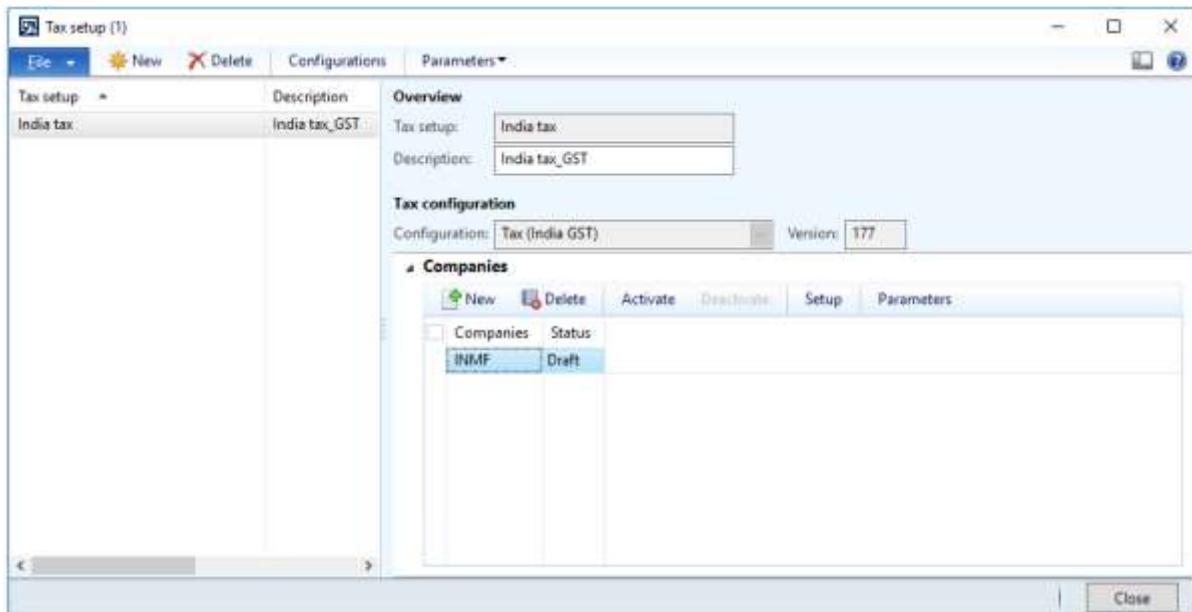 Tax setup (1)
File New Delete Configurations Parameters
Tax setup Description
India tax India tax_GST
Overview
Tax setup: India tax
Description: India tax_GST
Tax configuration
Configuration: Tax (India GST) Version: 177
Companies
New Delete Activate Deactivate Setup Parameters
Companies Status
INMF Draft
Close